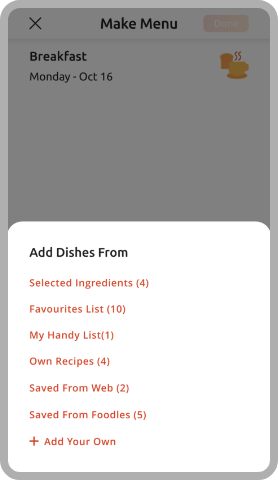 Make Menu
Done
Breakfast
Monday - Oct 16
Add Dishes From
Selected Ingredients (4)
Favourites List (10)
My Handy List(1)
Own Recipes (4)
Saved From Web (2)
Saved From Foodles (5)
+ Add Your Own